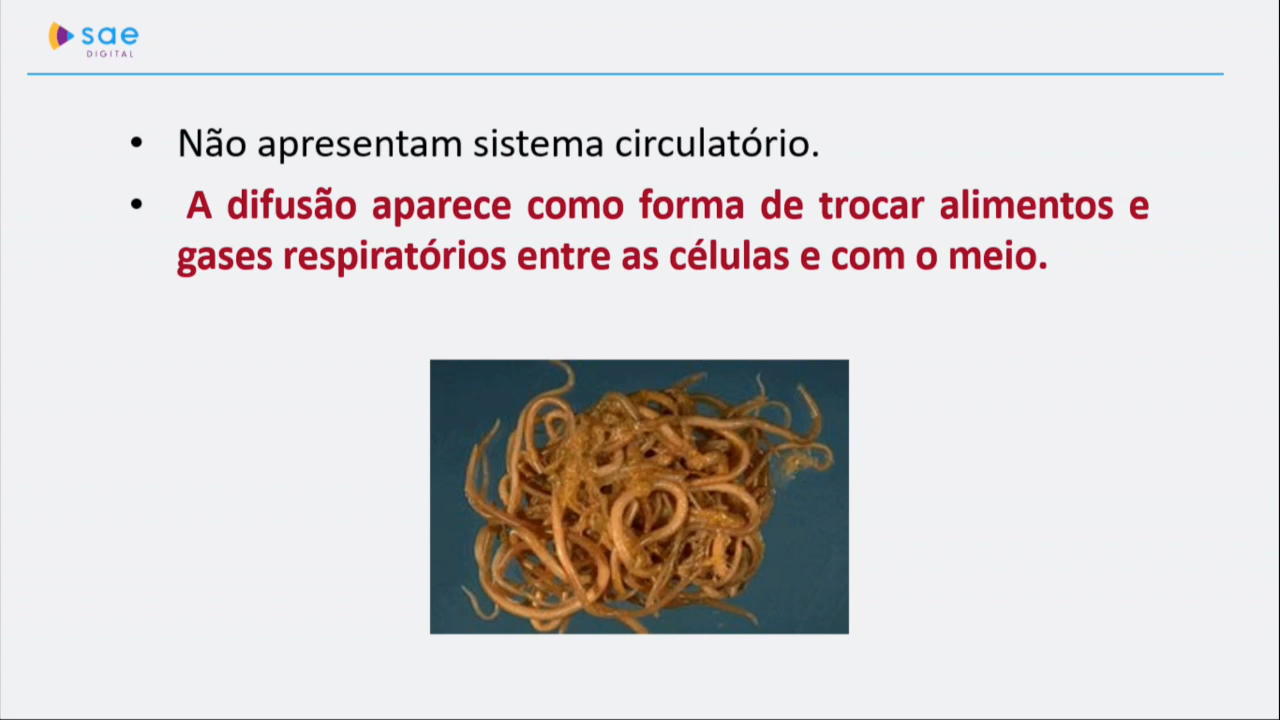 sae
DIGITAL
• Não apresentam sistema circulatório.
• A difusão aparece como forma de trocar alimentos e
gases respiratórios entre as células e com o meio.